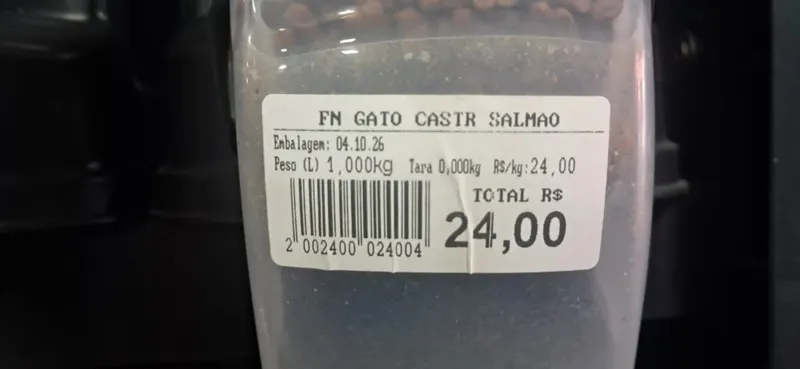 FN GATO CASTR SALMAO
Embalagem: 04.10.26
Peso (L) 1,000kg Tara 0,000kg R$/kg:24,00
TOTAL R$
24,00
2 002400 024004